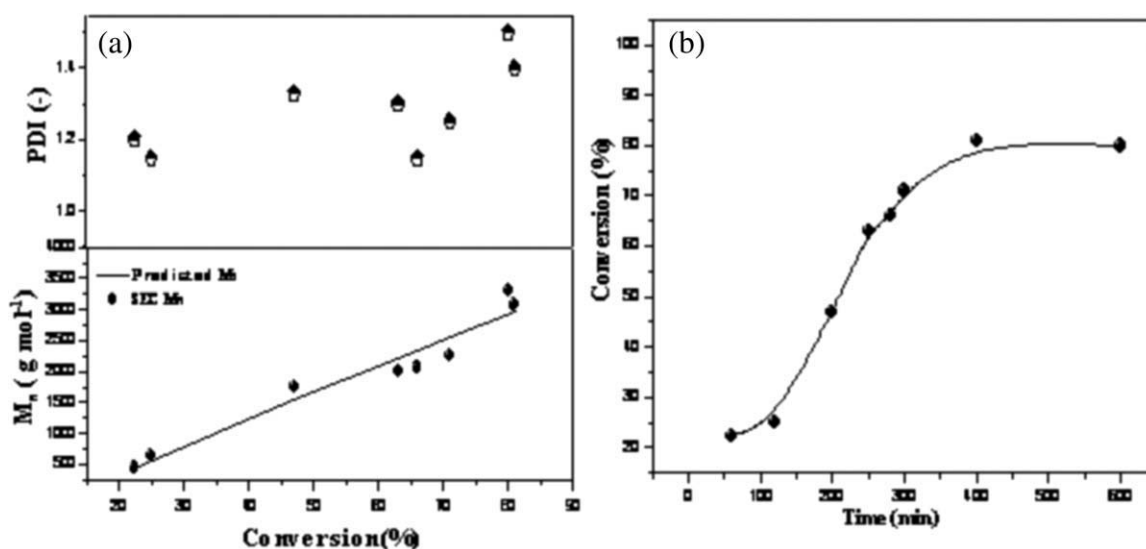 (a)
PDI (-)
1.4
1.2
1.0
4000
3500
3000
2500
2000
1500
1000
500
Mn ( g mol-1)
Predicted Mn
SEC Mn
20 30 40 50 60 70 80 90
Conversion(%)
(b)
Conversion (%)
100
90
80
70
60
50
40
30
20
0 100 200 300 400 500 600
Time (min)